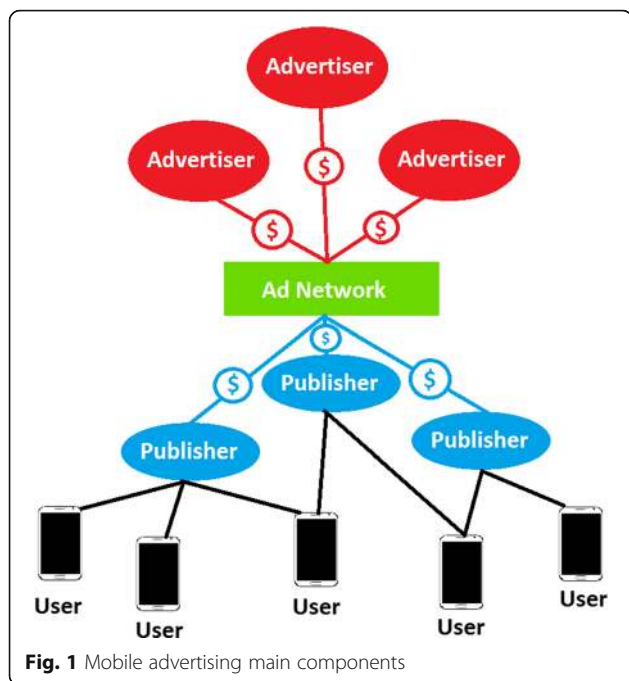 Advertiser
Advertiser
Advertiser
$
$
$
Ad Network
$
$
$
Publisher
Publisher
Publisher
User
User
User
User
User
Fig. 1 Mobile advertising main components